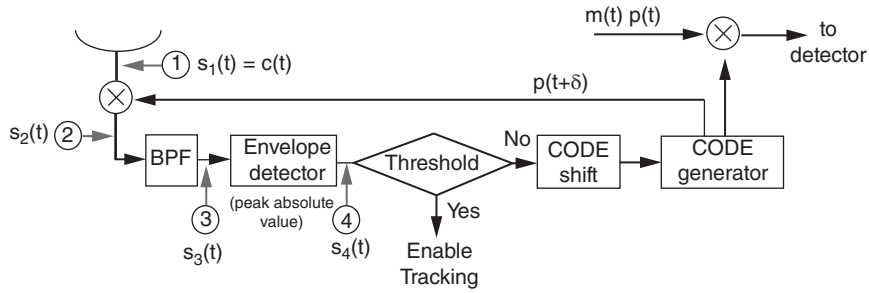 m(t) p(t)
to
detector
1 s₁(t) = c(t)
p(t+δ)
s₂(t) 2
BPF
Envelope
detector
(peak absolute
value)
Threshold
No
CODE
shift
CODE
generator
3
s₃(t)
4
s₄(t)
Yes
Enable
Tracking